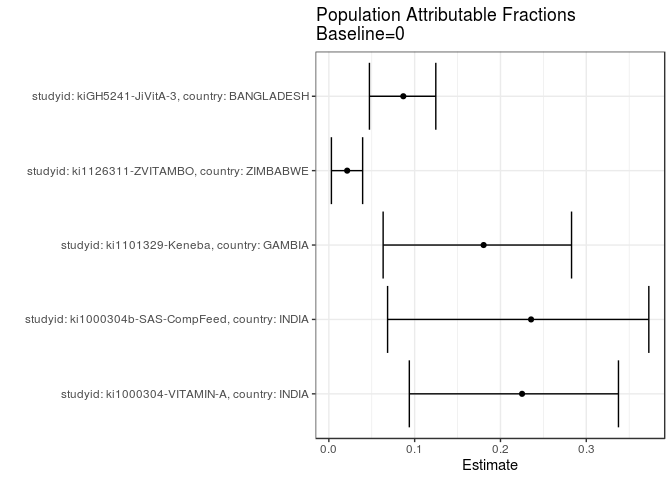 Population Attributable Fractions
Baseline=0
studyid: kiGH5241-JiVitA-3, country: BANGLADESH
studyid: ki1126311-ZVITAMBO, country: ZIMBABWE
studyid: ki1101329-Keneba, country: GAMBIA
studyid: ki1000304b-SAS-CompFeed, country: INDIA
studyid: ki1000304-VITAMIN-A, country: INDIA
0.0 0.1 0.2 0.3
Estimate